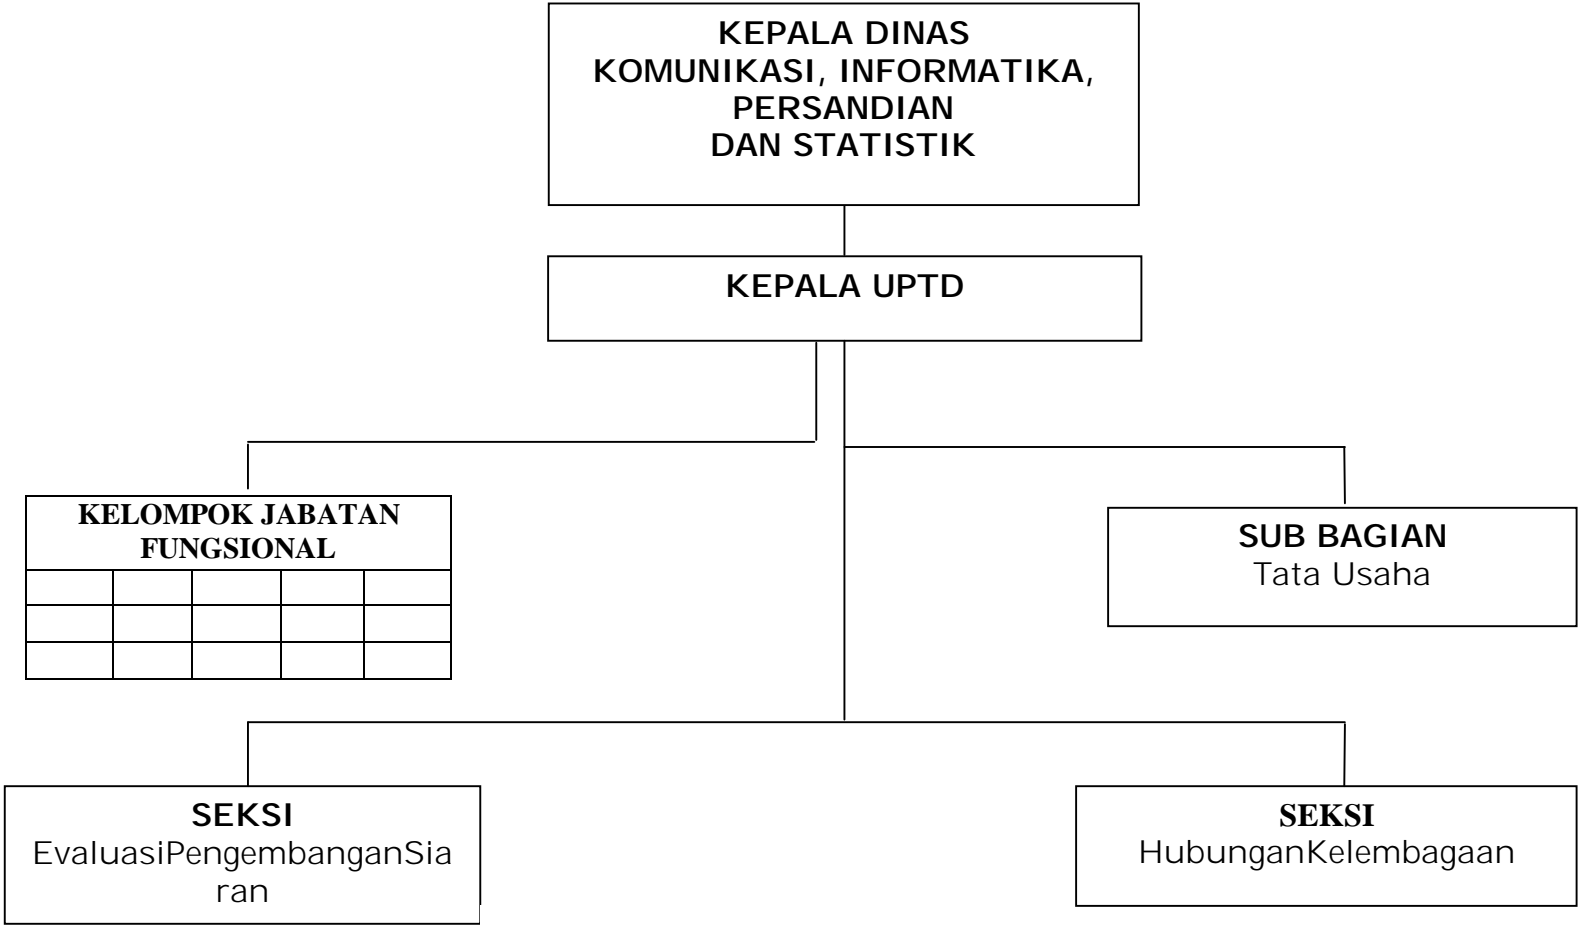 KEPALA DINAS
KOMUNIKASI, INFORMATIKA,
PERSANDIAN
DAN STATISTIK
KEPALA UPTD
KELOMPOK JABATAN
FUNGSIONAL
SUB BAGIAN
Tata Usaha
SEKSI
EvaluasiPengembanganSia
ran
SEKSI
HubunganKelembagaan